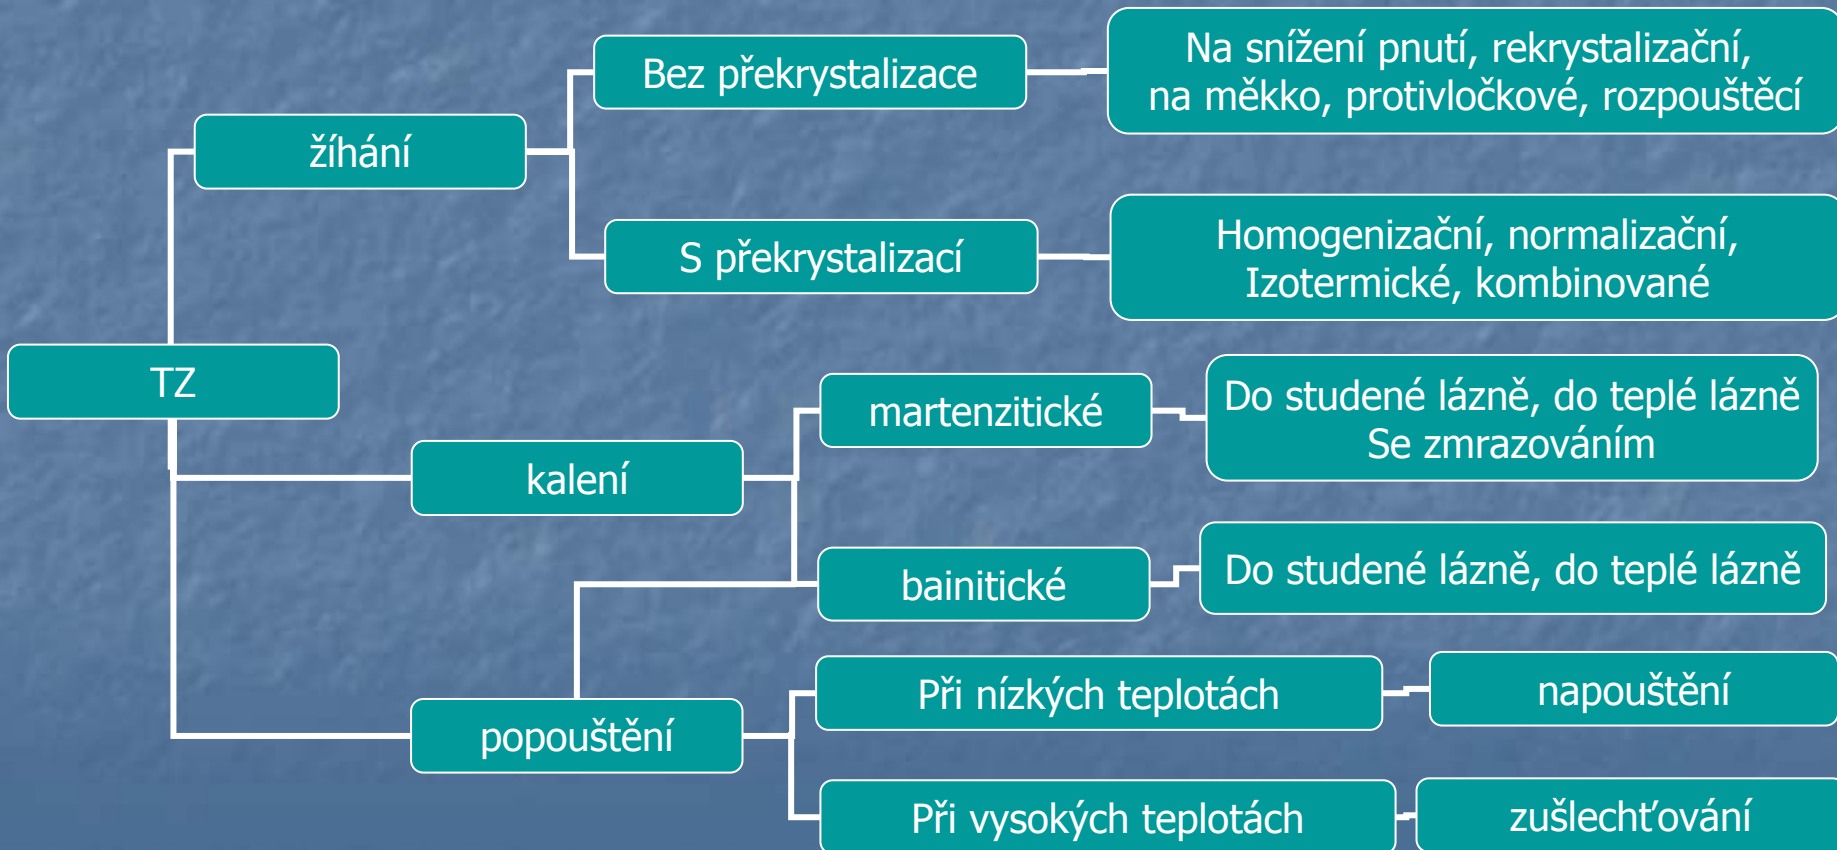 Bez překrystalizace
Na snížení pnutí, rekrystalizační,
na měkko, protivločkové, rozpouštěcí
žíhání
S překrystalizací
Homogenizační, normalizační,
Izotermické, kombinované
TZ
martenzitické
Do studené lázně, do teplé lázně
Se zmrazováním
kalení
bainitické
Do studené lázně, do teplé lázně
Při nízkých teplotách
napouštění
popouštění
Při vysokých teplotách
zušlechťování